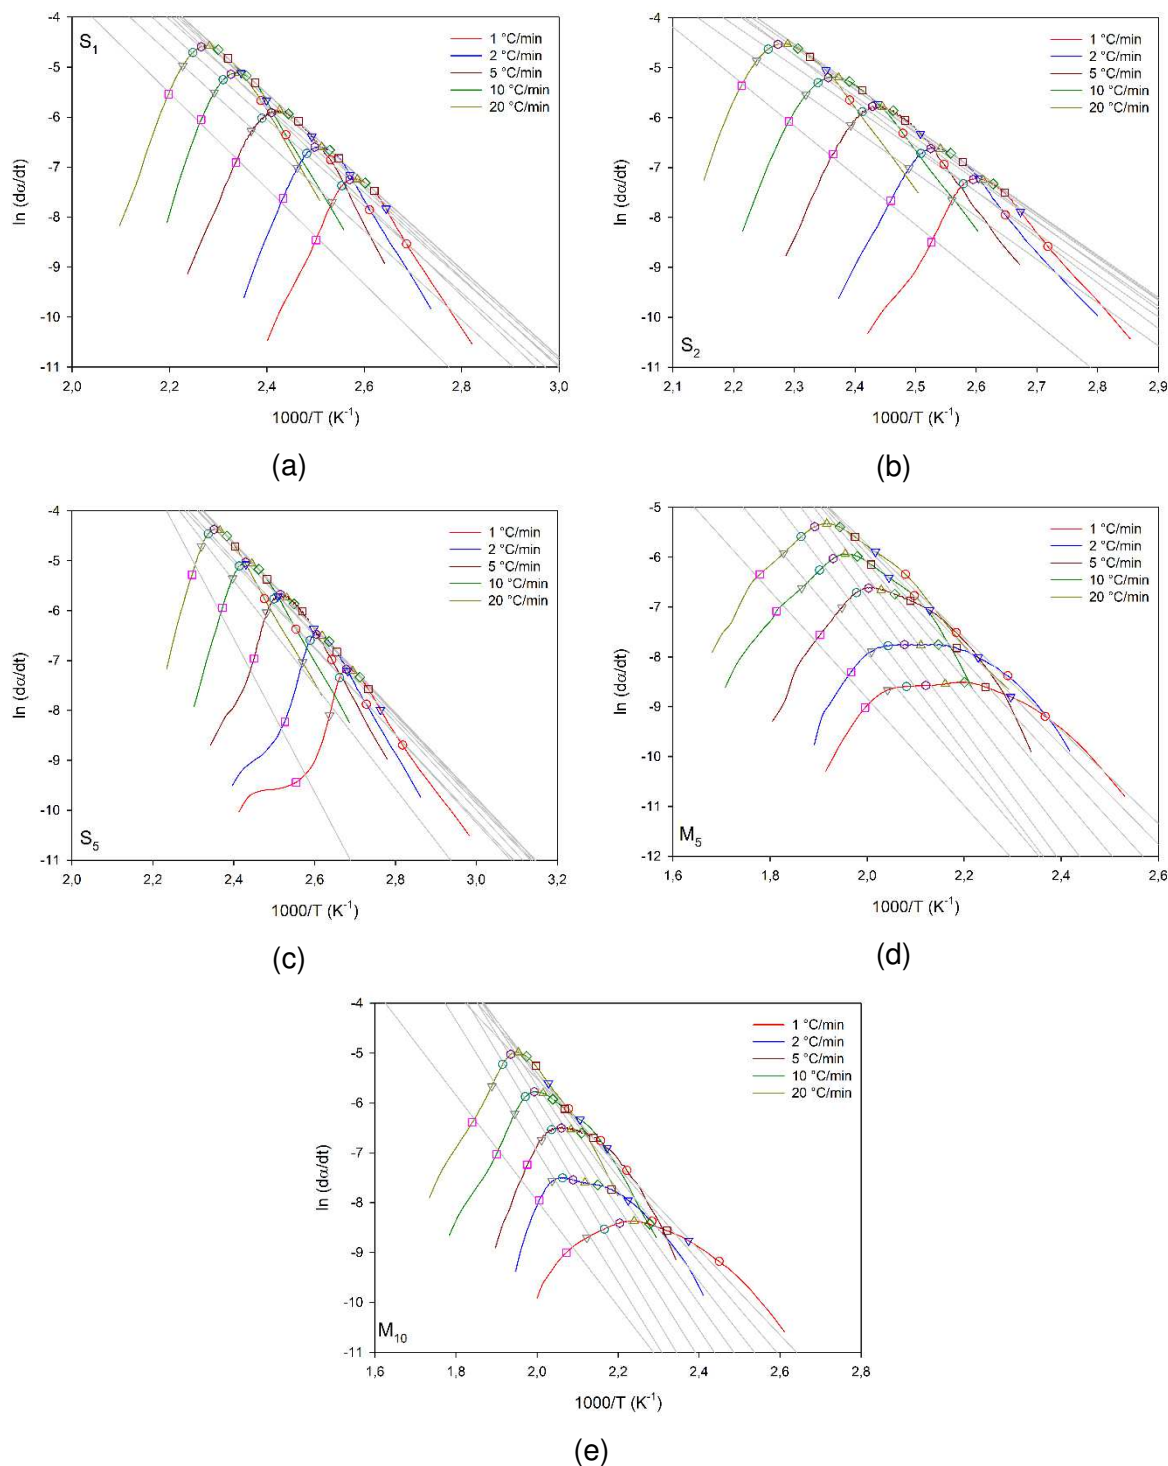 S1
1 °C/min
2 °C/min
5 °C/min
10 °C/min
20 °C/min
-4
-5
-6
-7
-8
-9
-10
-11
ln (dα/dt)
2,0 2,2 2,4 2,6 2,8 3,0
1000/T (K-1)
(a)
-4
-5
-6
-7
-8
-9
-10
-11
ln (dα/dt)
1 °C/min
2 °C/min
5 °C/min
10 °C/min
20 °C/min
S2
2,1 2,2 2,3 2,4 2,5 2,6 2,7 2,8 2,9
1000/T (K-1)
(b)
-4
-5
-6
-7
-8
-9
-10
-11
ln (dα/dt)
1 °C/min
2 °C/min
5 °C/min
10 °C/min
20 °C/min
S5
2,0 2,2 2,4 2,6 2,8 3,0 3,2
1000/T (K-1)
(c)
-5
-6
-7
-8
-9
-10
-11
-12
ln (dα/dt)
1 °C/min
2 °C/min
5 °C/min
10 °C/min
20 °C/min
M5
1,6 1,8 2,0 2,2 2,4 2,6
1000/T (K-1)
(d)
-4
-5
-6
-7
-8
-9
-10
-11
ln (dα/dt)
1 °C/min
2 °C/min
5 °C/min
10 °C/min
20 °C/min
M10
1,6 1,8 2,0 2,2 2,4 2,6 2,8
1000/T (K-1)
(e)